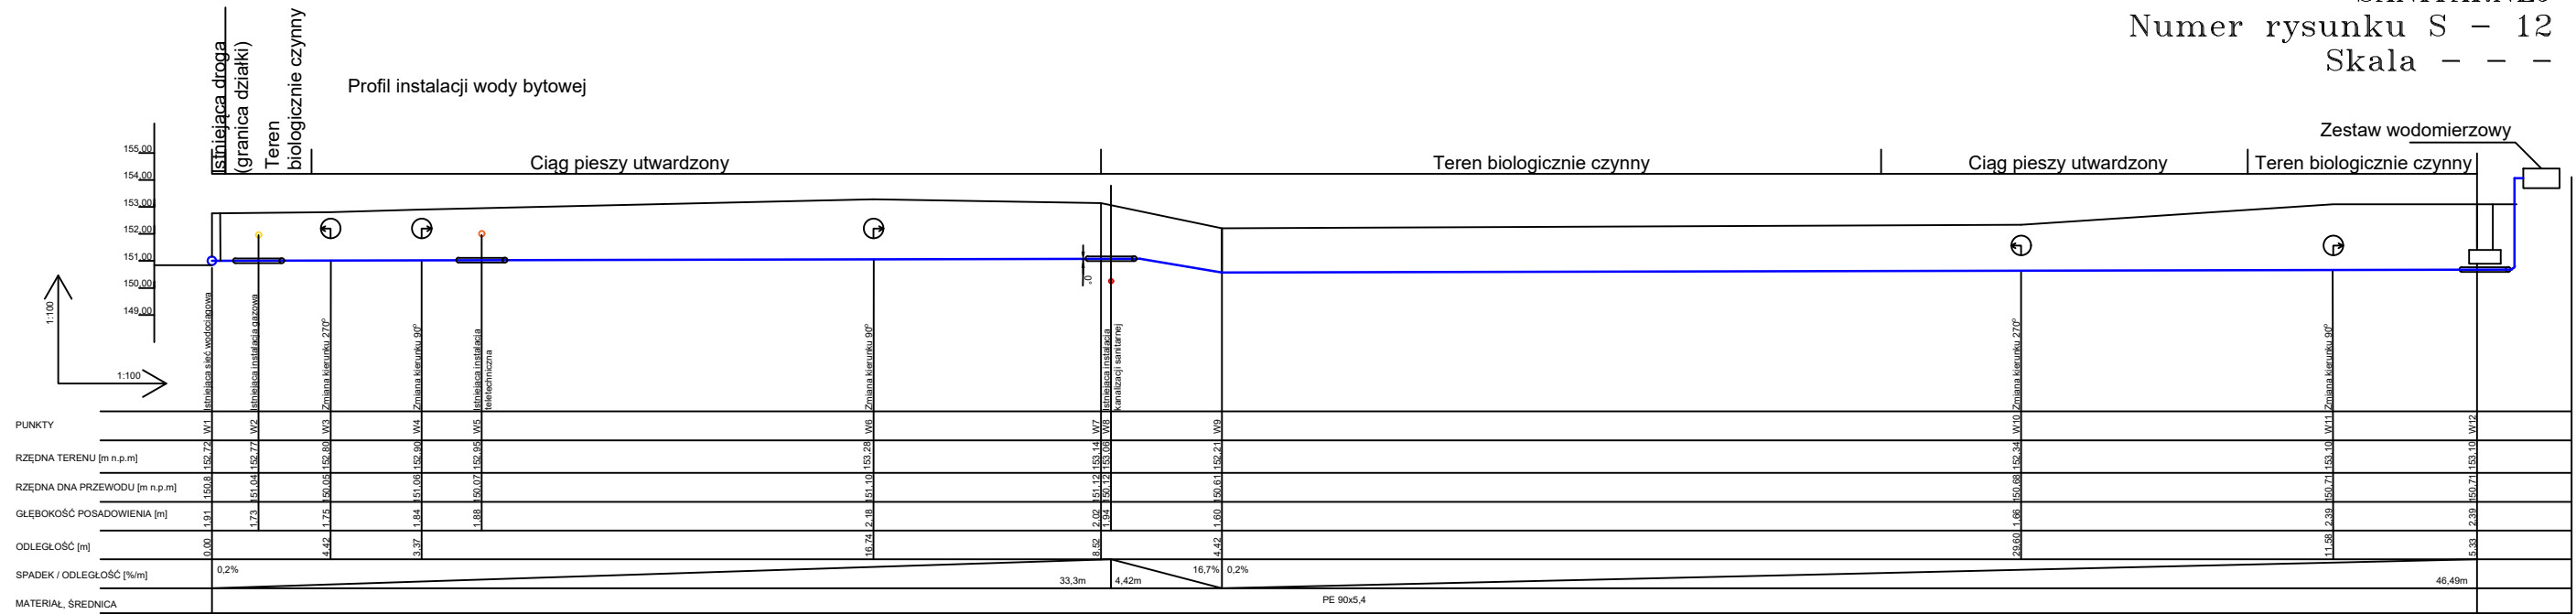 Numer rysunku S - 12
Skala - - -
Istniejąca droga
(granica działki)
Teren
biologicznie czynny
Profil instalacji wody bytowej
Zestaw wodomierzowy
Ciąg pieszy utwardzony
Teren biologicznie czynny
Ciąg pieszy utwardzony
Teren biologicznie czynny
155,00
154,00
153,00
152,00
151,00
150,00
149,00
1:100
1:100
Istniejąca sieć wodociągowa
Istniejąca instalacja gazowa
Zmiana kierunku 270°
Zmiana kierunku 90°
Istniejąca instalacja
teletechniczna
Zmiana kierunku 90°
Istniejąca instalacja
kanalizacji sanitarnej
Zmiana kierunku 270°
Zmiana kierunku 90°
PUNKTY W1 W2 W3 W4 W5 W6 W7 W8 W9 W10 W11 W12
RZĘDNA TERENU [m n.p.m] 152,72 152,77 152,80 152,90 152,95 153,28 153,14 153,06 152,21 152,34 153,10 153,10
RZĘDNA DNA PRZEWODU [m n.p.m] 150,8 151,04 150,05 151,06 150,07 151,10 151,12 150,12 150,61 150,68 150,71 150,71
GŁĘBOKOŚĆ POSADOWIENIA [m] 1,91 1,73 1,75 1,84 1,88 2,18 2,02 1,94 1,60 1,66 2,39 2,39
ODLEGŁOŚĆ [m] 0,00 4,42 3,37 16,74 8,52 4,42 29,60 11,58 5,33
SPADEK / ODLEGŁOŚĆ [%/m] 0,2% 33,3m 4,42m 16,7% 0,2% 46,49m
MATERIAŁ, ŚREDNICA PE 90x5,4